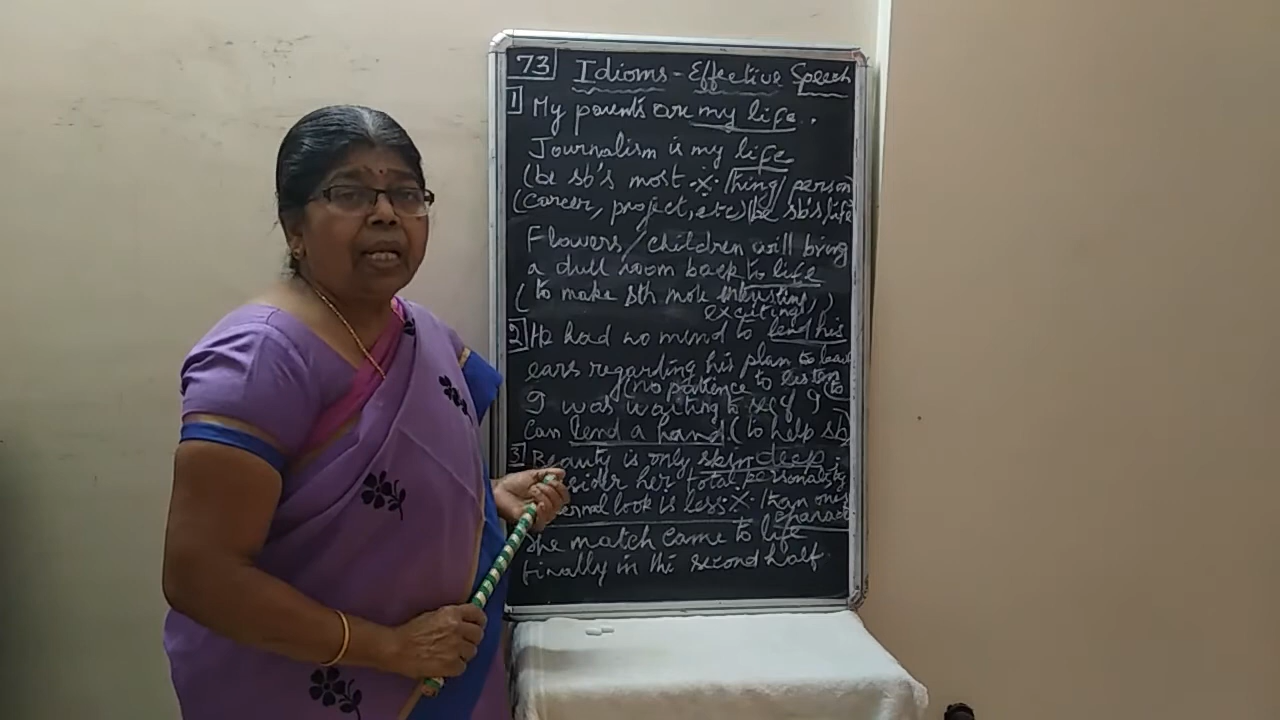 73 Idioms - Effective Speech
1 My parents are my life.
Journalism is my life
(be sb's most ⁙ thing/person
(career, project, etc) (be sb's life
Flowers/children will bring
a dull room back to life
(to make sth more interesting,)
exciting
2 He had no mind to lend his
ears regarding his plan to
(no patience to listen to
I was waiting to see if I
can lend a hand (to help sb)
3 Beauty is only skin-deep.
sider her total personality
ernal look is less ⁙ than one's
charact
The match came to life
finally in the second half.